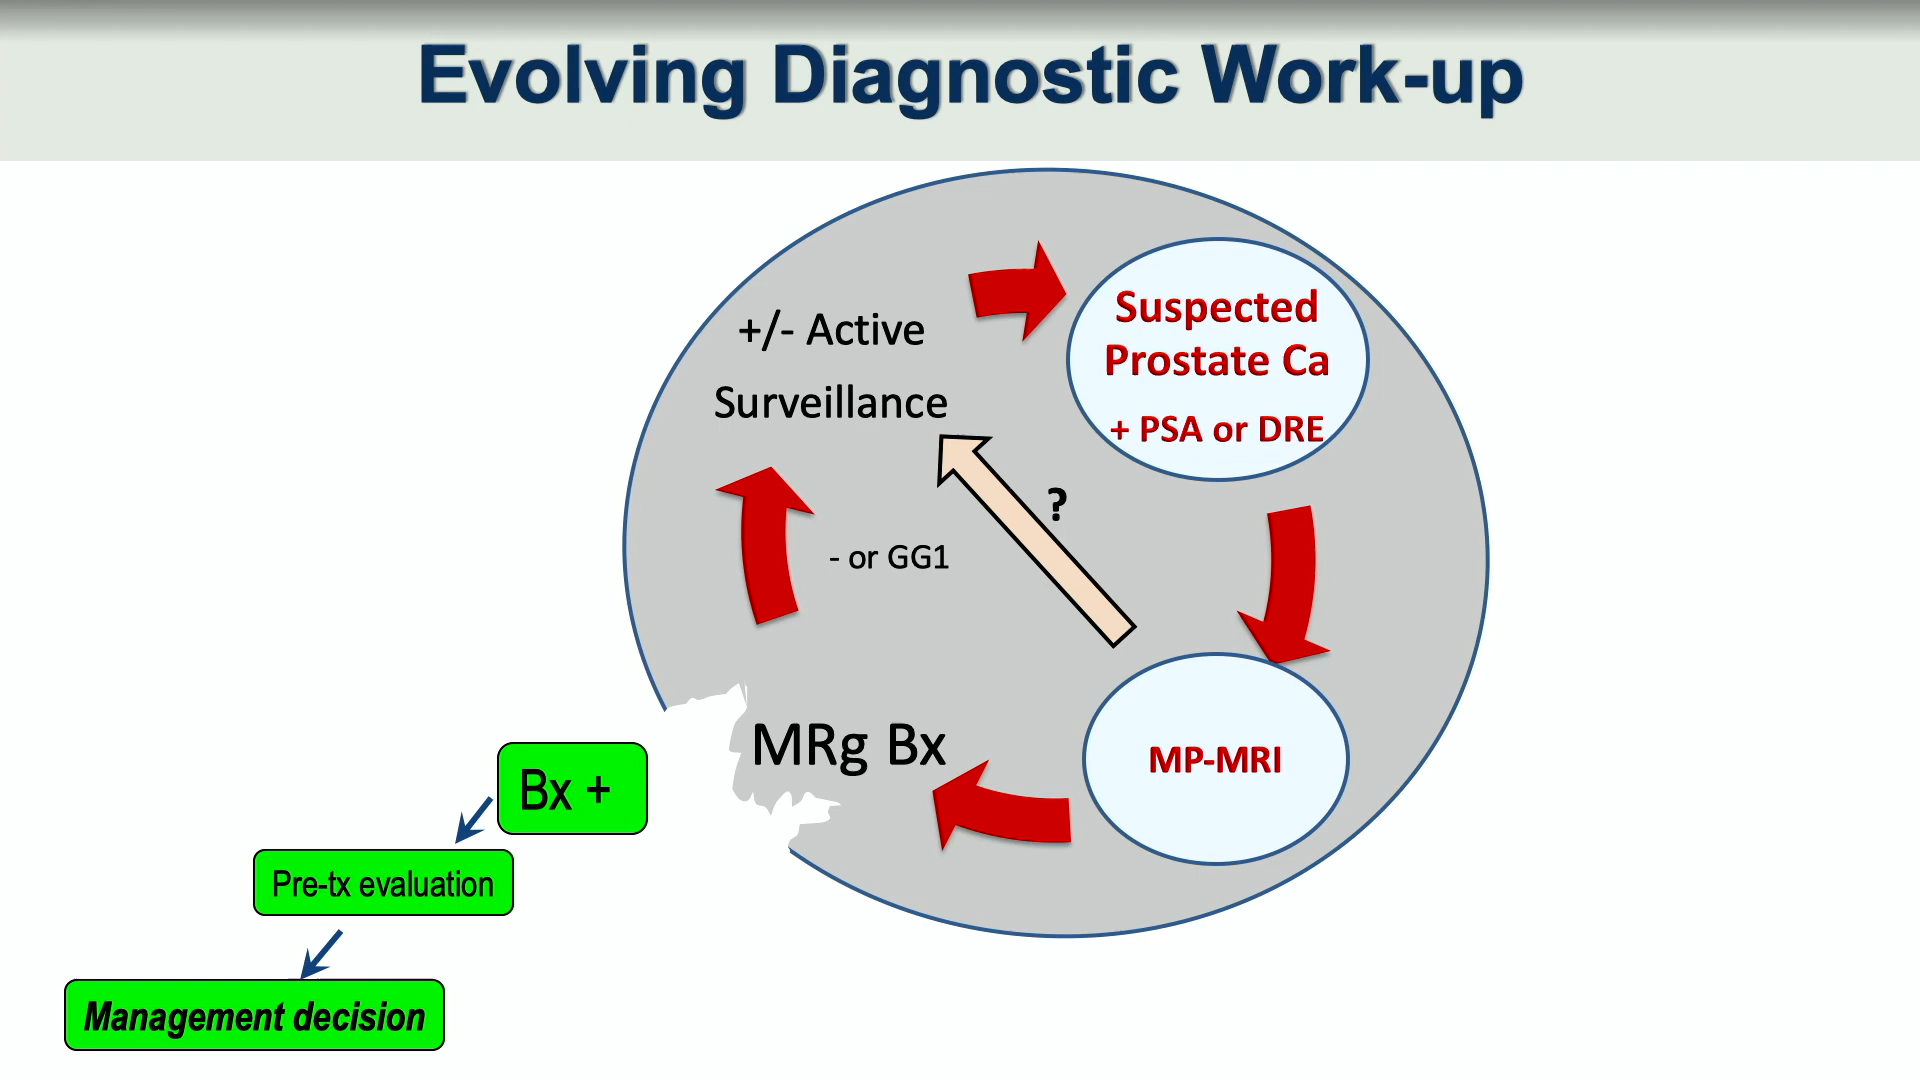 Evolving Diagnostic Work-up
+/- Active
Surveillance
Suspected
Prostate Ca
+ PSA or DRE
?
- or GG1
MRg Bx
MP-MRI
Bx +
Pre-tx evaluation
Management decision